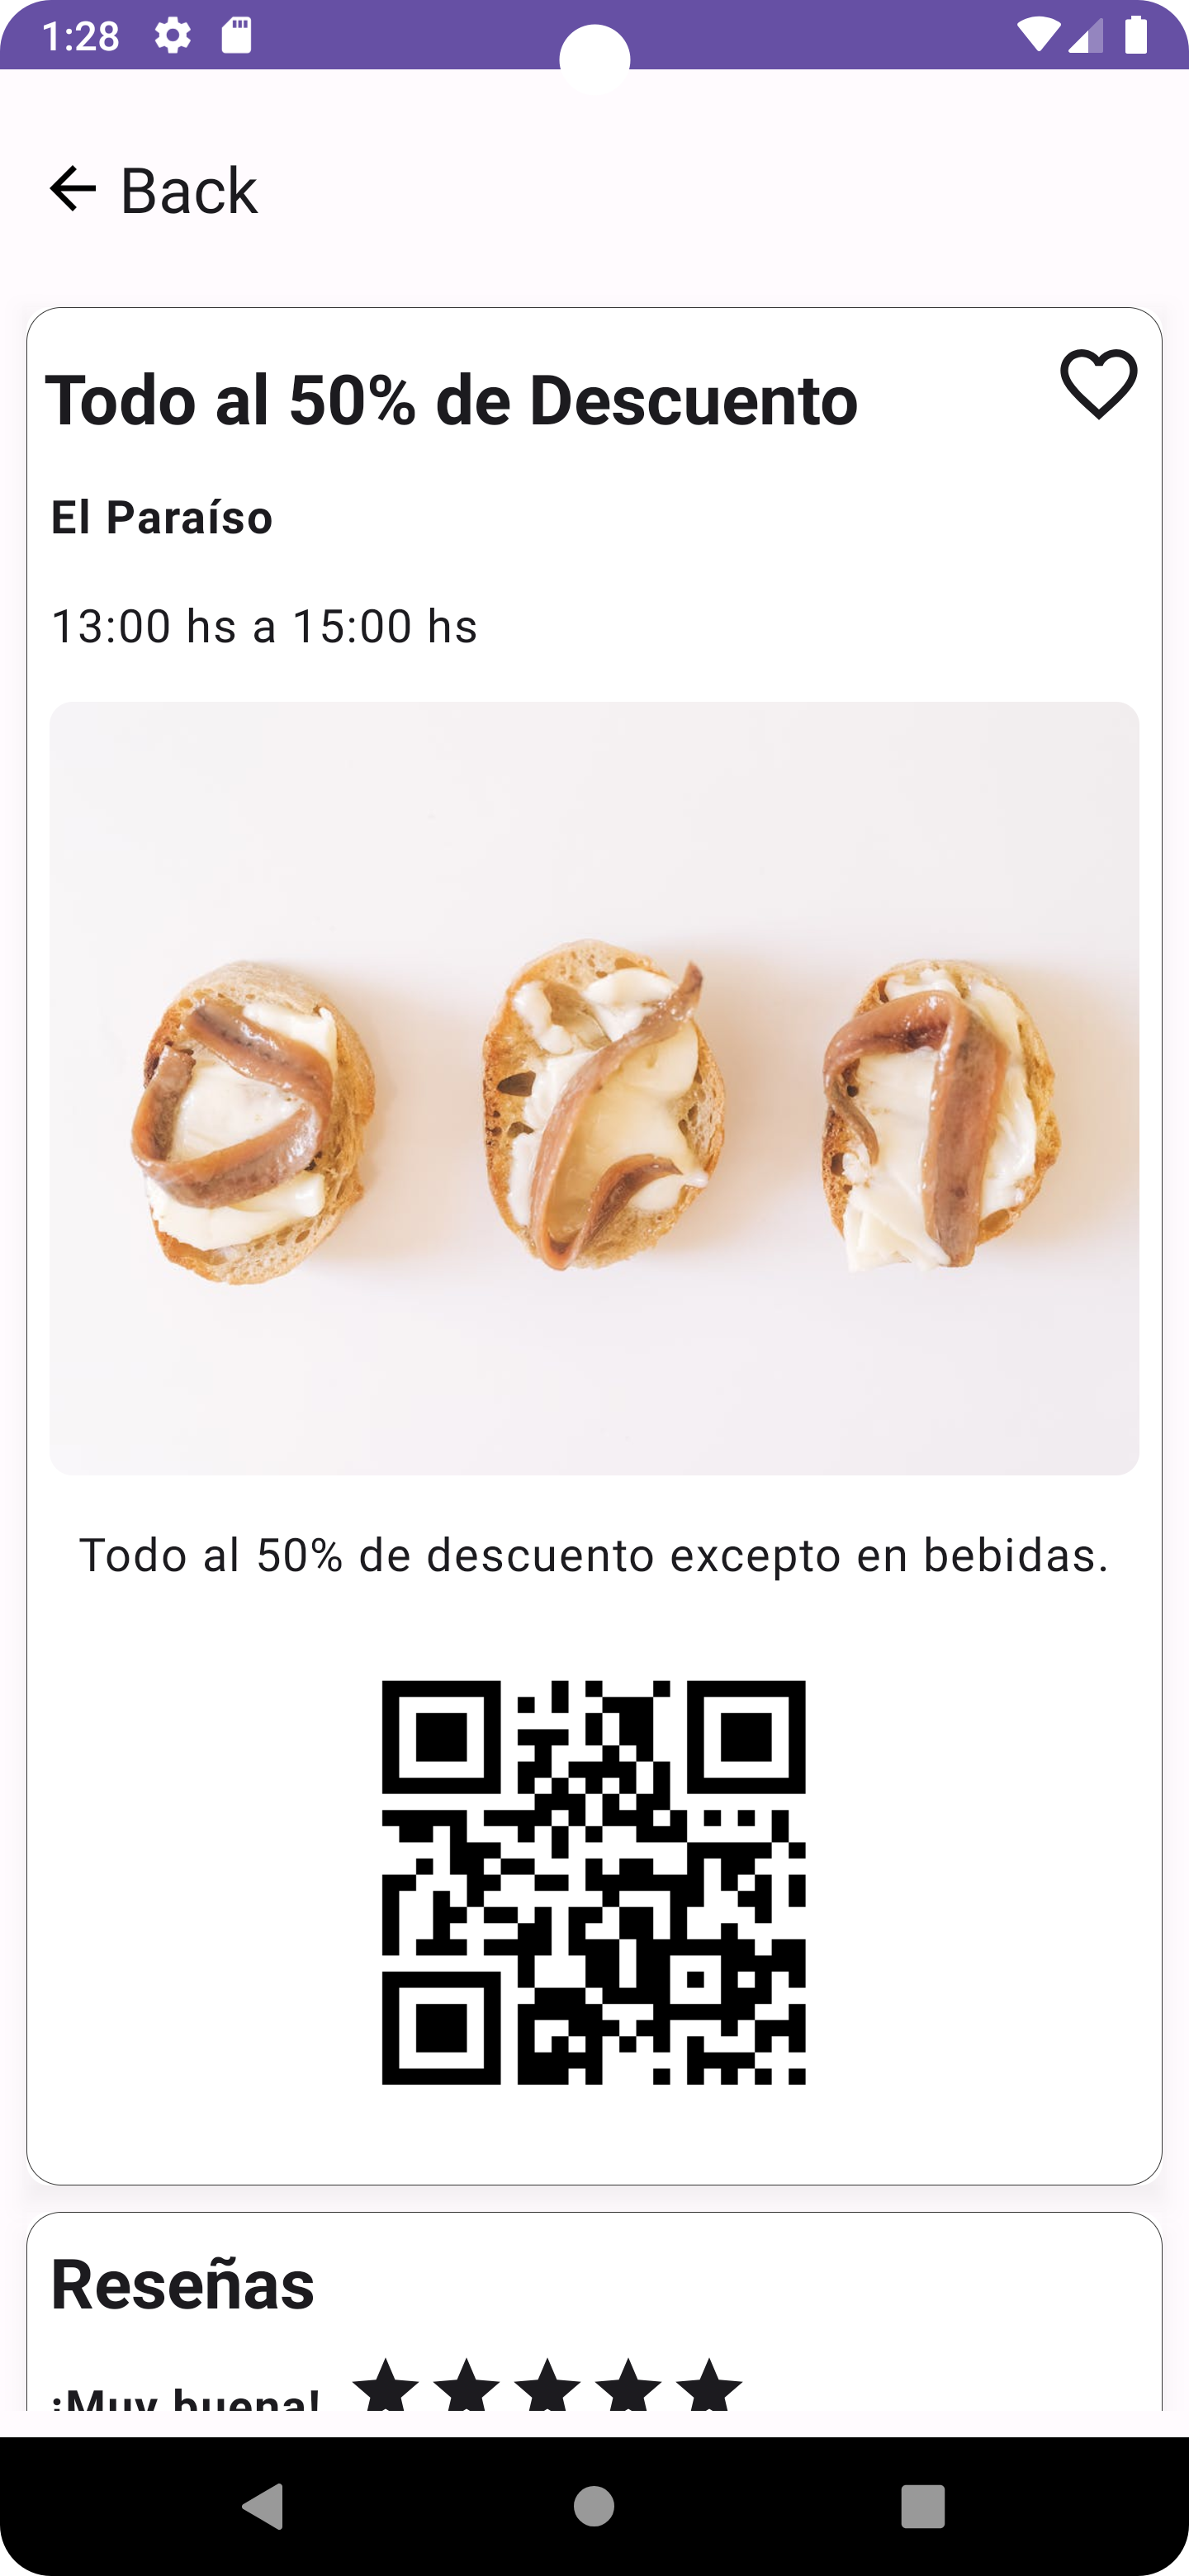 1:28
Back
Todo al 50% de Descuento
El Paraíso
13:00 hs a 15:00 hs
Todo al 50% de descuento excepto en bebidas.
Reseñas
¡Muy buena!